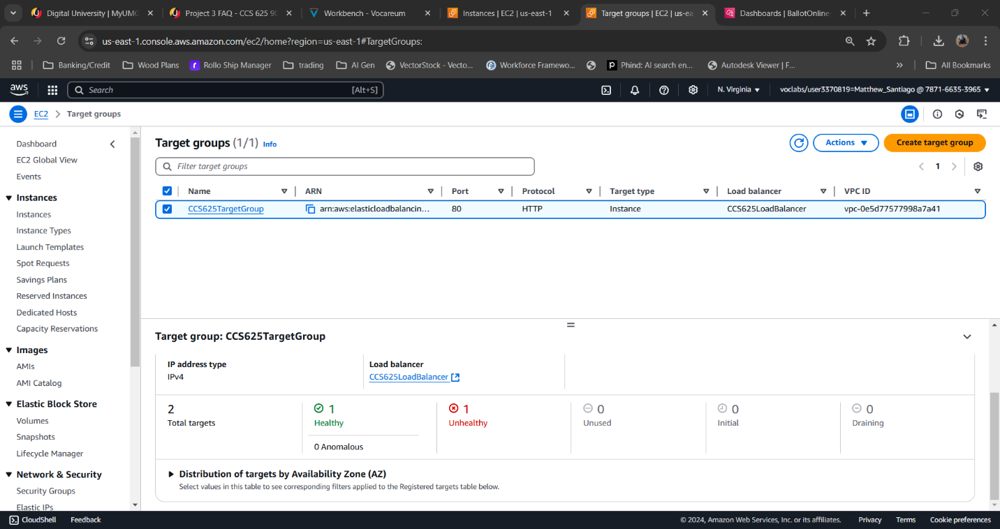 Digital University | MyUMG
Project 3 FAQ - CCS 625 90
Workbench - Vocareum
Instances | EC2 | us-east-1
Target groups | EC2 | us-ea
Dashboards | BallotOnline-
us-east-1.console.aws.amazon.com/ec2/home?region=us-east-1#TargetGroups:
Banking/Credit
Wood Plans
Rollo Ship Manager
trading
AI Gen
VectorStock - Vecto...
Workforce Framewo...
Phind: AI search en...
Autodesk Viewer | F...
All Bookmarks
aws
Search [Alt+S]
N. Virginia
voclabs/user3370819=Matthew_Santiago @ 7871-6635-3965
EC2 Target groups
Dashboard
EC2 Global View
Events
Instances
Instances
Instance Types
Launch Templates
Spot Requests
Savings Plans
Reserved Instances
Dedicated Hosts
Capacity Reservations
Images
AMIs
AMI Catalog
Elastic Block Store
Volumes
Snapshots
Lifecycle Manager
Network & Security
Security Groups
Elastic IPs
Target groups (1/1) Info
Actions
Create target group
Filter target groups
1
Name ARN Port Protocol Target type Load balancer VPC ID
CCS625TargetGroup arn:aws:elasticloadbalancin... 80 HTTP Instance CCS625LoadBalancer vpc-0e5d77577998a7a41
Target group: CCS625TargetGroup
IP address type
IPv4
Load balancer
CCS625LoadBalancer
2
Total targets
1
Healthy
0 Anomalous
1
Unhealthy
0
Unused
0
Initial
0
Draining
Distribution of targets by Availability Zone (AZ)
Select values in this table to see corresponding filters applied to the Registered targets table below.
CloudShell Feedback
© 2024, Amazon Web Services, Inc. or its affiliates. Privacy Terms Cookie preferences